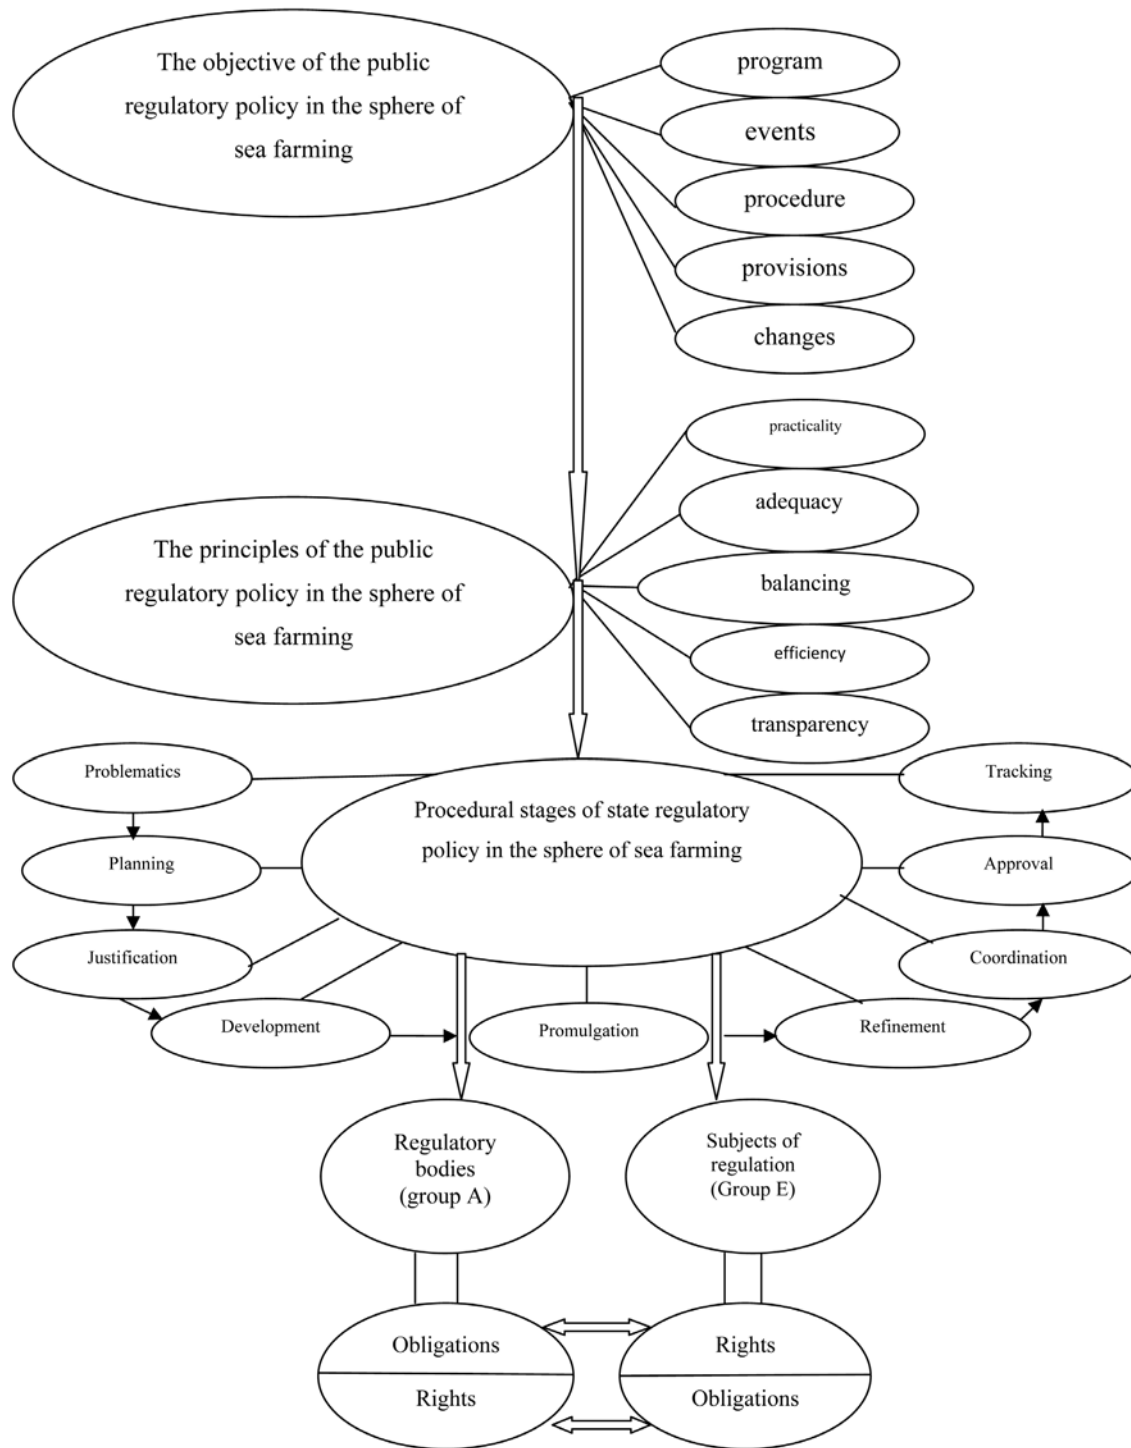 The objective of the public
regulatory policy in the sphere of
sea farming
program
events
procedure
provisions
changes
The principles of the public
regulatory policy in the sphere of
sea farming
practicality
adequacy
balancing
efficiency
transparency
Procedural stages of state regulatory
policy in the sphere of sea farming
Problematics
Planning
Justification
Development
Promulgation
Refinement
Coordination
Approval
Tracking
Regulatory
bodies
(group A)
Subjects of
regulation
(Group E)
Obligations
Rights
Rights
Obligations